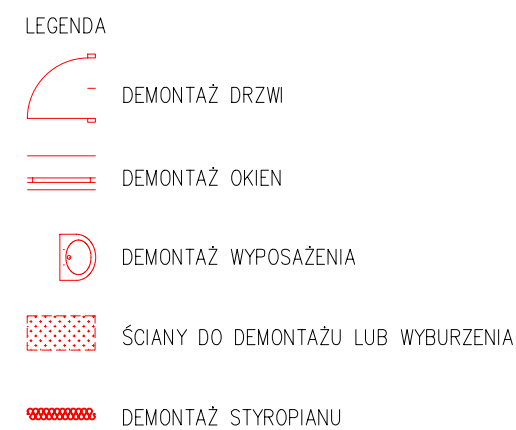 LEGENDA
DEMONTAŻ DRZWI
DEMONTAŻ OKIEN
DEMONTAŻ WYPOSAŻENIA
ŚCIANY DO DEMONTAŻU LUB WYBURZENIA
DEMONTAŻ STYROPIANU